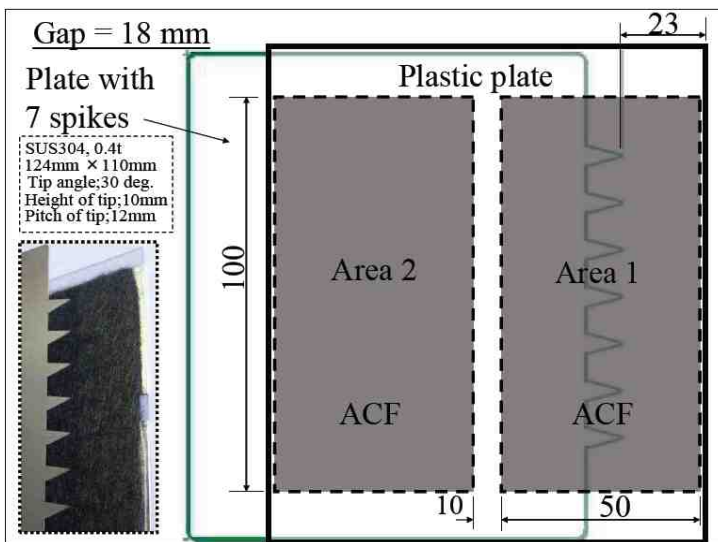 Gap = 18 mm
23
Plate with
7 spikes
Plastic plate
SUS304, 0.4t
124mm × 110mm
Tip angle;30 deg.
Height of tip;10mm
Pitch of tip;12mm
100
Area 2
Area 1
ACF
ACF
10
50